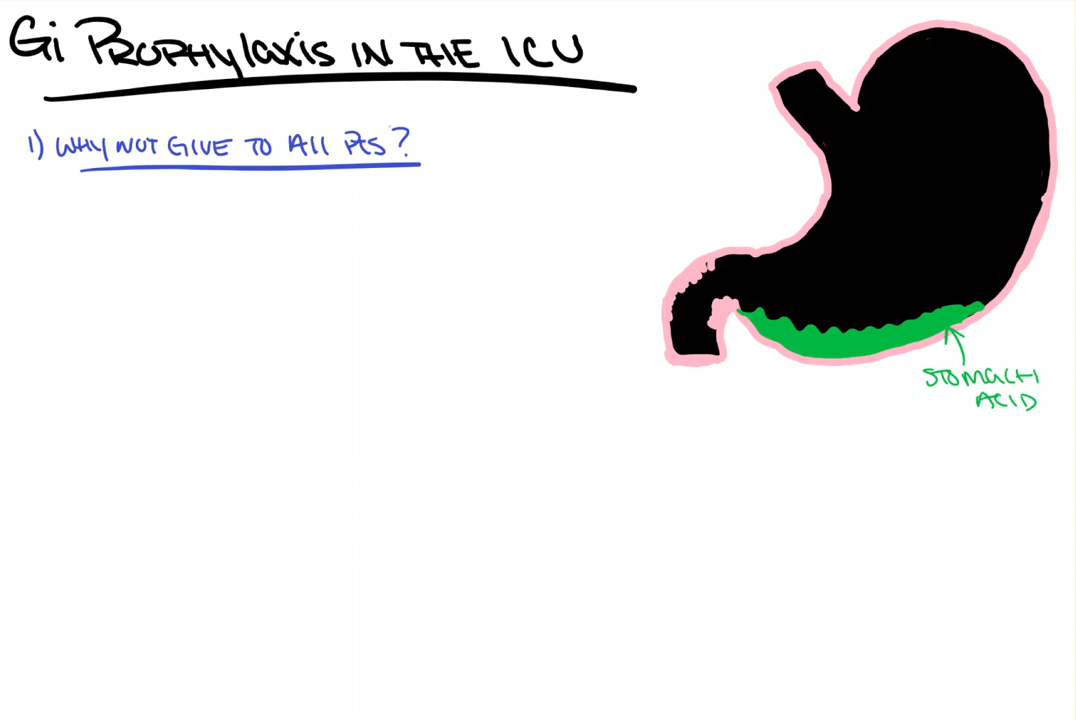 Gi PROPHylaxis IN THE ICU
1) WHY NOT GIVE TO All Pts?
STOMACH
ACID